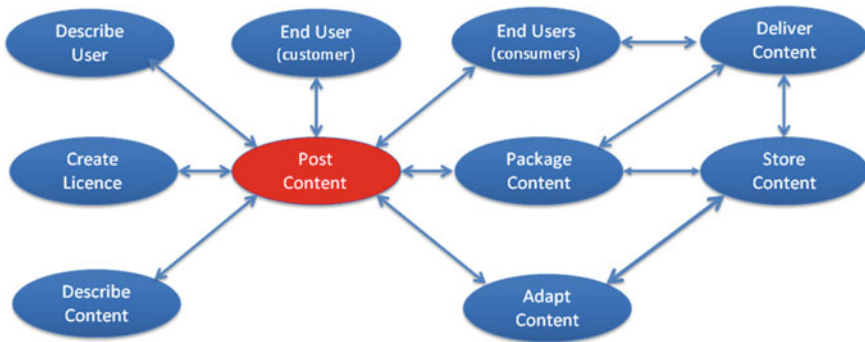 Describe
User
End User
(customer)
End Users
(consumers)
Deliver
Content
Create
Licence
Post
Content
Package
Content
Store
Content
Describe
Content
Adapt
Content